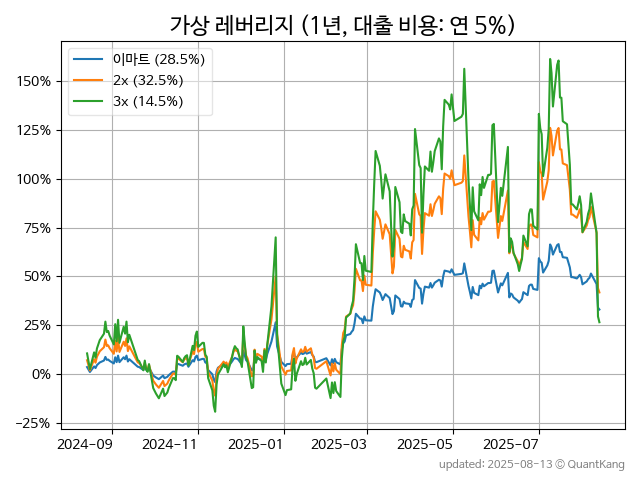 가상 레버리지 (1년, 대출 비용: 연 5%)
이마트 (28.5%)
2x (32.5%)
3x (14.5%)
150%
125%
100%
75%
50%
25%
0%
−25%
2024-09
2024-11
2025-01
2025-03
2025-05
2025-07
updated: 2025-08-13 © QuantKang